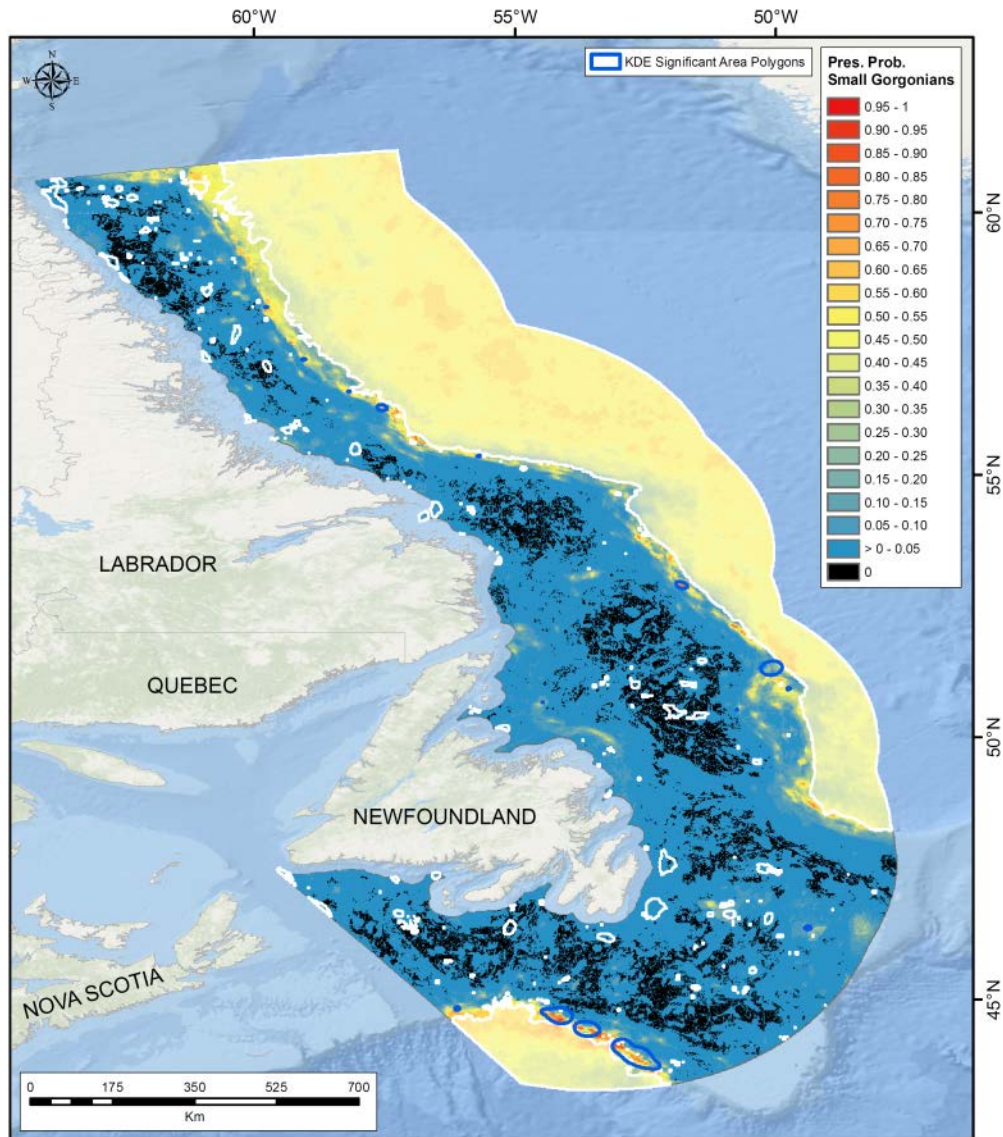 60°W 55°W 50°W
N
W E
S
KDE Significant Area Polygons
Pres. Prob.
Small Gorgonians
0.95 - 1
0.90 - 0.95
0.85 - 0.90
0.80 - 0.85
0.75 - 0.80
0.70 - 0.75
0.65 - 0.70
0.60 - 0.65
0.55 - 0.60
0.50 - 0.55
0.45 - 0.50
0.40 - 0.45
0.35 - 0.40
0.30 - 0.35
0.25 - 0.30
0.20 - 0.25
0.15 - 0.20
0.10 - 0.15
0.05 - 0.10
> 0 - 0.05
0
60°N
55°N
50°N
45°N
LABRADOR
QUEBEC
NEWFOUNDLAND
NOVA SCOTIA
0 175 350 525 700
Km